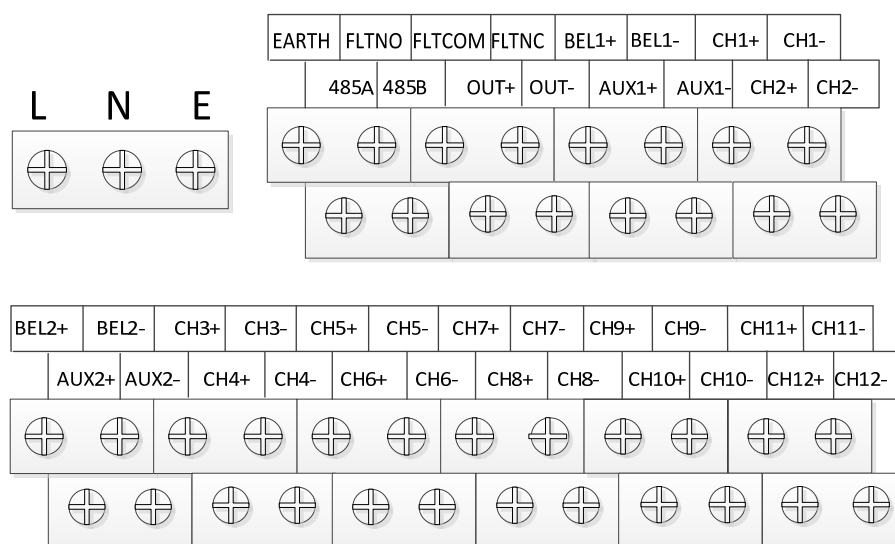 EARTH FLTNO FLTCOM FLTNC BEL1+ BEL1- CH1+ CH1-
485A 485B OUT+ OUT- AUX1+ AUX1- CH2+ CH2-
L N E
BEL2+ BEL2- CH3+ CH3- CH5+ CH5- CH7+ CH7- CH9+ CH9- CH11+ CH11-
AUX2+ AUX2- CH4+ CH4- CH6+ CH6- CH8+ CH8- CH10+ CH10- CH12+ CH12-